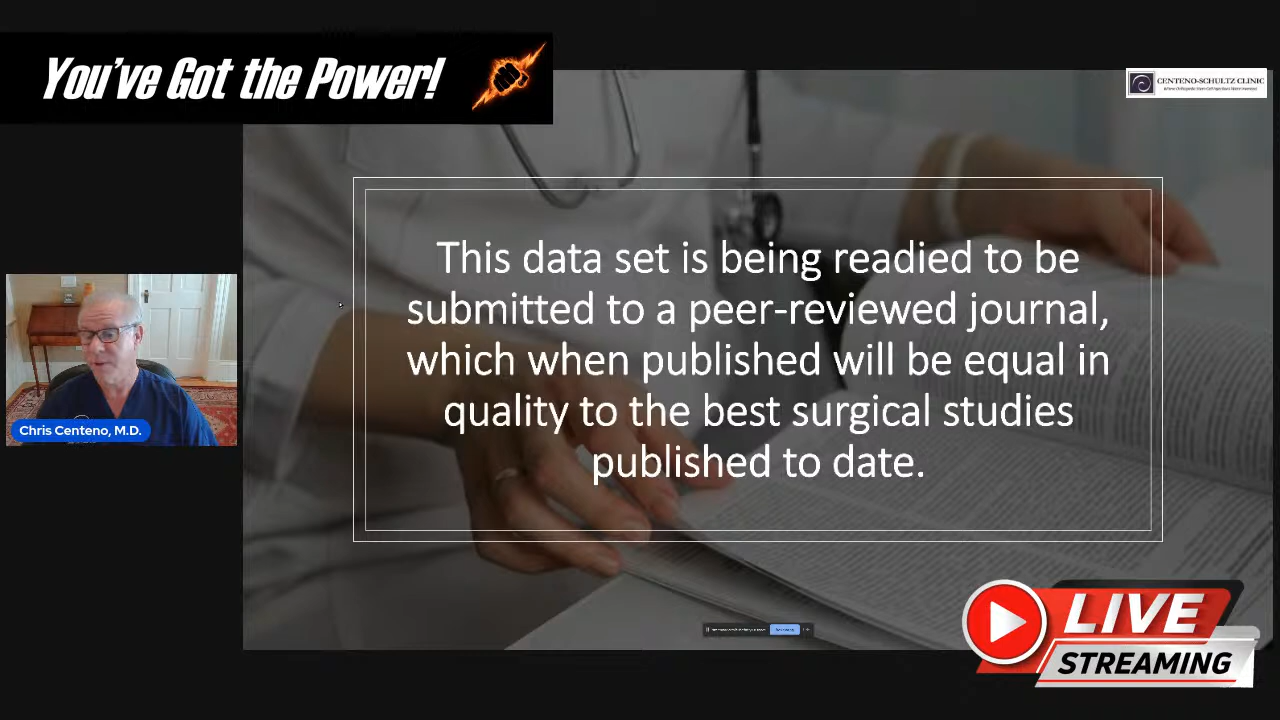 You've Got the Power!
CENTENO-SCHULTZ CLINIC
This data set is being readied to be
submitted to a peer-reviewed journal,
which when published will be equal in
quality to the best surgical studies
published to date.
Chris Centeno, M.D.
LIVE
STREAMING